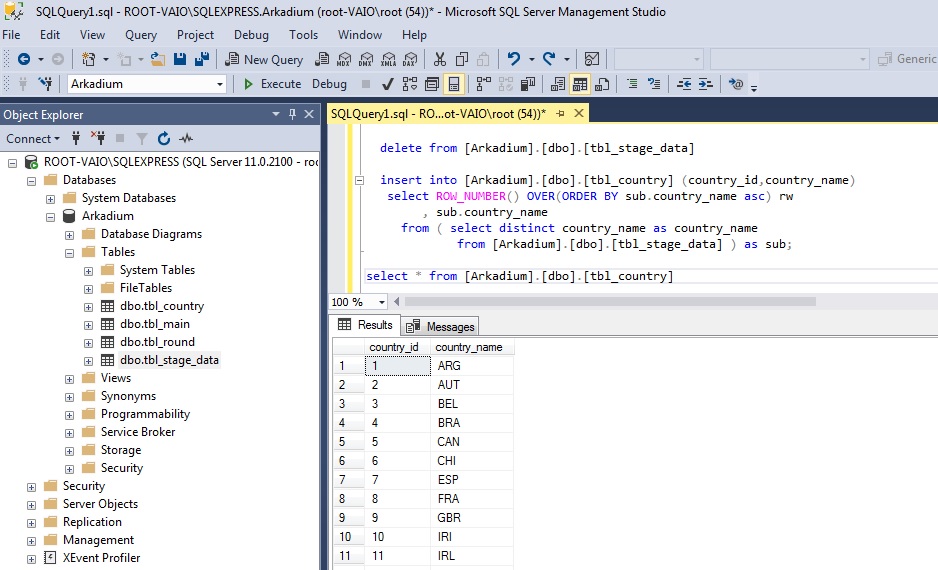 SQLQuery1.sql - ROOT-VAIO\SQLEXPRESS.Arkadium (root-VAIO\root (54))* - Microsoft SQL Server Management Studio
File Edit View Query Project Debug Tools Window Help
New Query MDX DMX XMLA DAX Generic
Arkadium Execute Debug
Object Explorer
Connect
ROOT-VAIO\SQLEXPRESS (SQL Server 11.0.2100 - roo
Databases
System Databases
Arkadium
Database Diagrams
Tables
System Tables
FileTables
dbo.tbl_country
dbo.tbl_main
dbo.tbl_round
dbo.tbl_stage_data
Views
Synonyms
Programmability
Service Broker
Storage
Security
Security
Server Objects
Replication
Management
XEvent Profiler
SQLQuery1.sql - RO...ot-VAIO\root (54))*
delete from [Arkadium].[dbo].[tbl_stage_data]
insert into [Arkadium].[dbo].[tbl_country] (country_id,country_name)
select ROW_NUMBER() OVER(ORDER BY sub.country_name asc) rw
, sub.country_name
from ( select distinct country_name as country_name
from [Arkadium].[dbo].[tbl_stage_data] ) as sub;
select * from [Arkadium].[dbo].[tbl_country]
100 %
Results Messages
country_id country_name
1 1 ARG
2 2 AUT
3 3 BEL
4 4 BRA
5 5 CAN
6 6 CHI
7 7 ESP
8 8 FRA
9 9 GBR
10 10 IRI
11 11 IRL